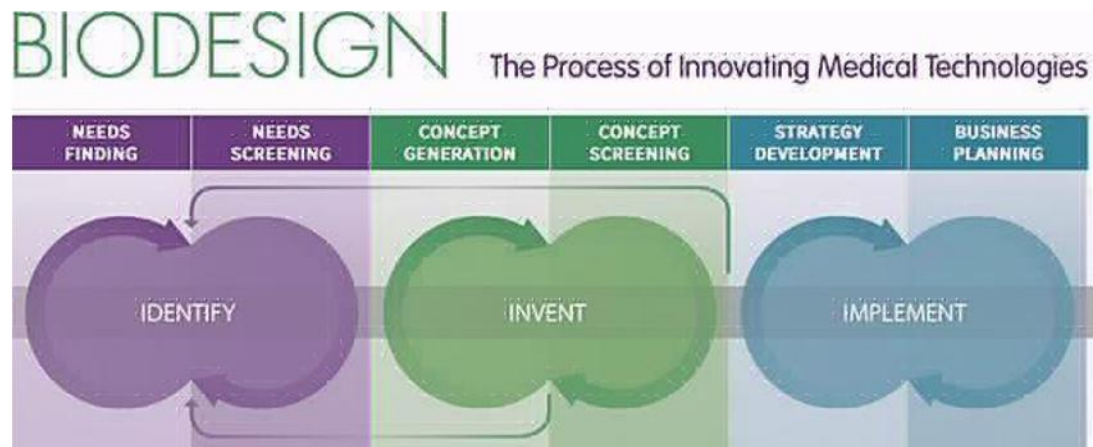 BIODESIGN The Process of Innovating Medical Technologies
NEEDS FINDING
NEEDS SCREENING
CONCEPT GENERATION
CONCEPT SCREENING
STRATEGY DEVELOPMENT
BUSINESS PLANNING
IDENTIFY
INVENT
IMPLEMENT